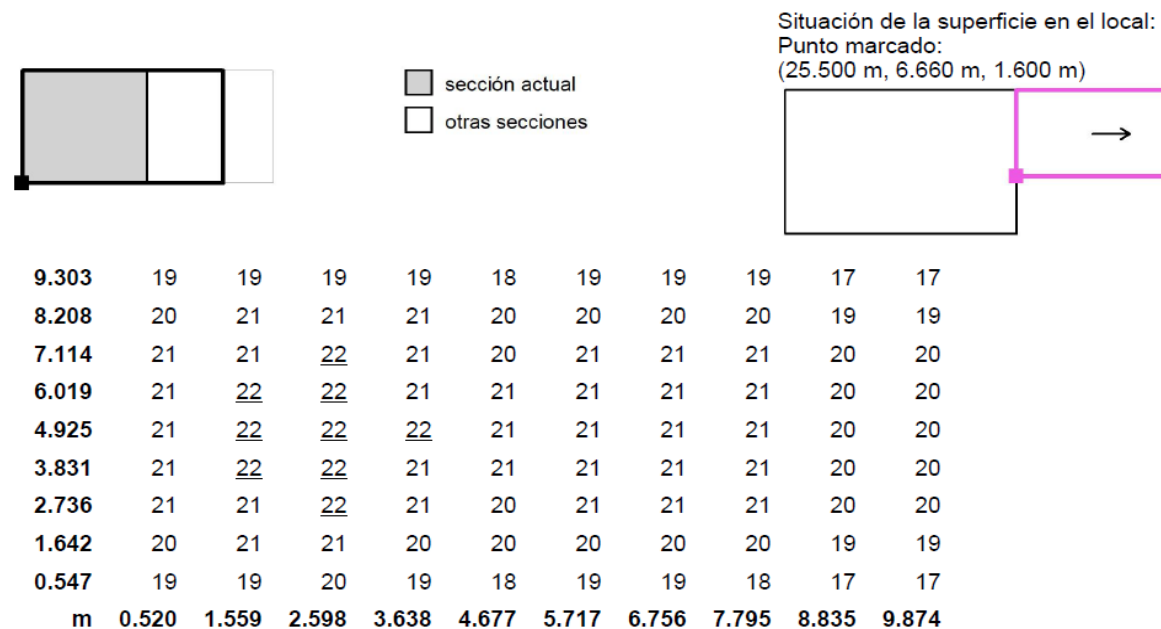 Situación de la superficie en el local:
Punto marcado:
(25.500 m, 6.660 m, 1.600 m)
sección actual
otras secciones
9.303 19 19 19 19 18 19 19 19 17 17
8.208 20 21 21 21 20 20 20 20 19 19
7.114 21 21 22 21 20 21 21 21 20 20
6.019 21 22 22 21 21 21 21 21 20 20
4.925 21 22 22 22 21 21 21 21 20 20
3.831 21 22 22 21 21 21 21 21 20 20
2.736 21 21 22 21 20 21 21 21 20 20
1.642 20 21 21 20 20 20 20 20 19 19
0.547 19 19 20 19 18 19 19 18 17 17
m 0.520 1.559 2.598 3.638 4.677 5.717 6.756 7.795 8.835 9.874